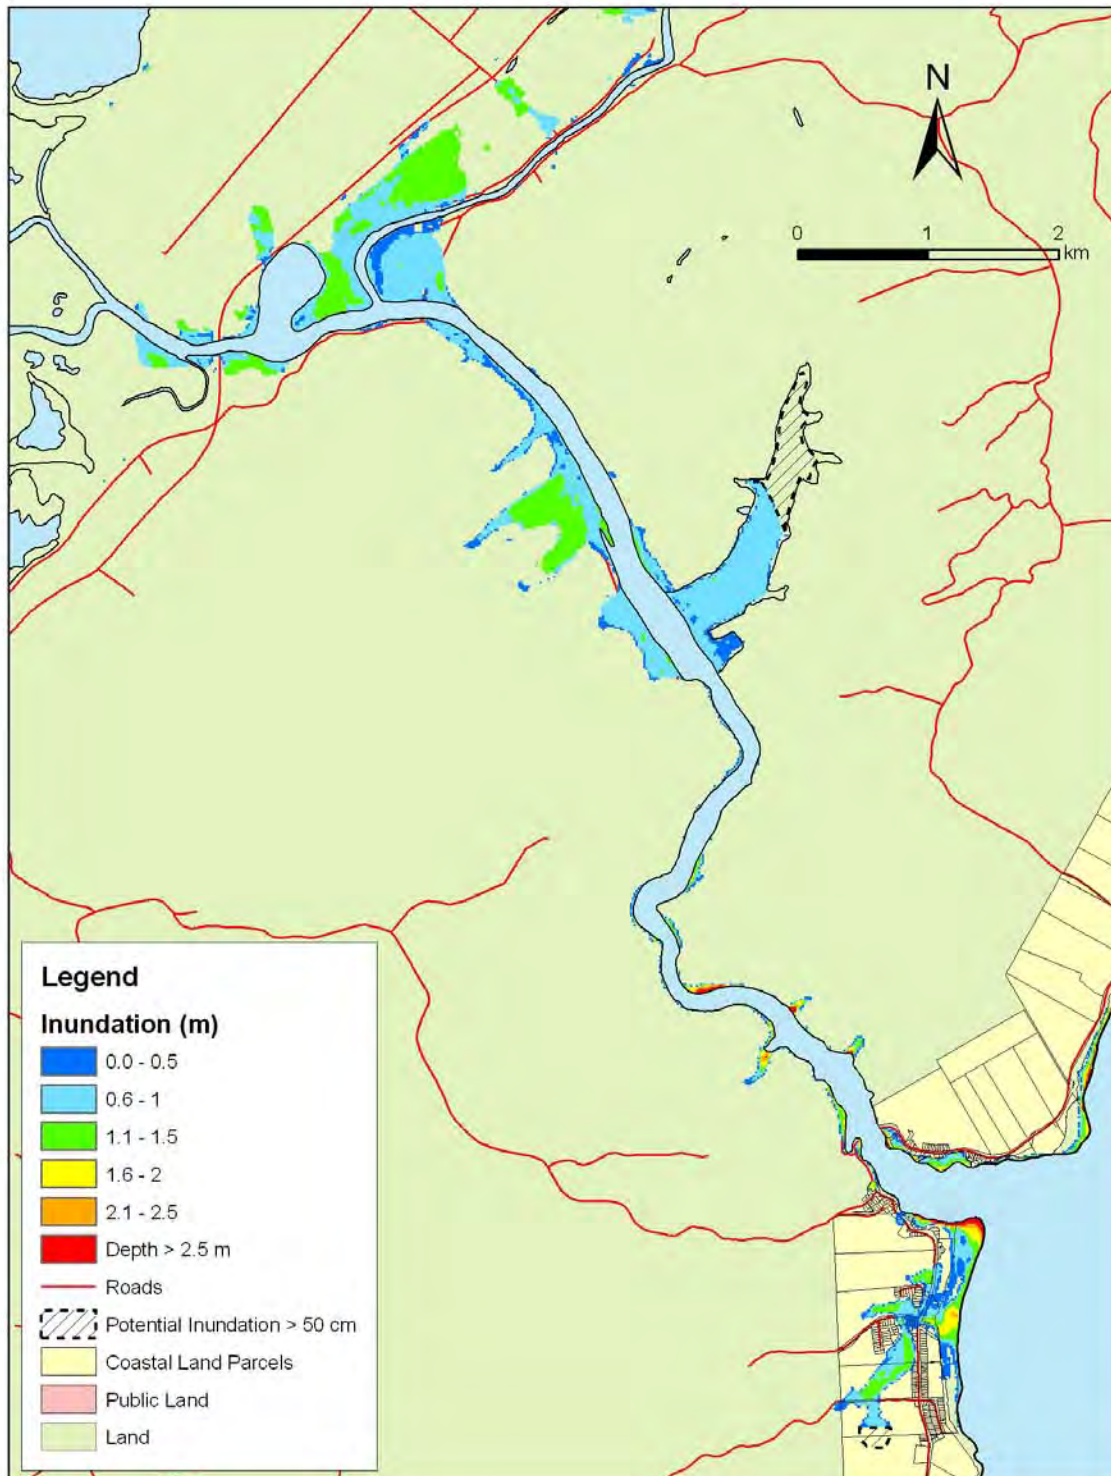 N
0 1 2
km
Legend
Inundation (m)
0.0 - 0.5
0.6 - 1
1.1 - 1.5
1.6 - 2
2.1 - 2.5
Depth > 2.5 m
Roads
Potential Inundation > 50 cm
Coastal Land Parcels
Public Land
Land